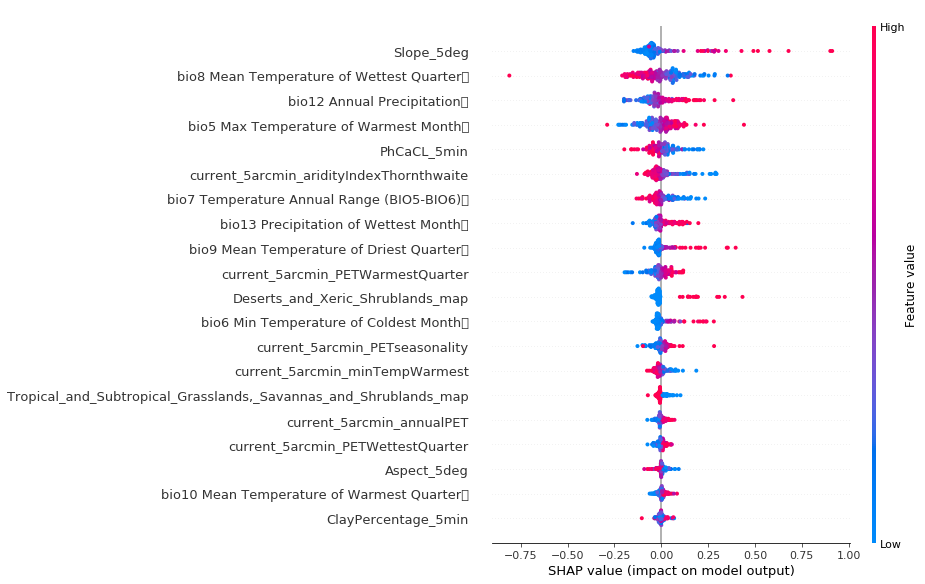 High
Slope_5deg
bio8 Mean Temperature of Wettest Quarter
bio12 Annual Precipitation
bio5 Max Temperature of Warmest Month
PhCaCL_5min
current_5arcmin_aridityIndexThornthwaite
bio7 Temperature Annual Range (BIO5-BIO6)
bio13 Precipitation of Wettest Month
bio9 Mean Temperature of Driest Quarter
current_5arcmin_PETWarmestQuarter
Deserts_and_Xeric_Shrublands_map
bio6 Min Temperature of Coldest Month
current_5arcmin_PETseasonality
current_5arcmin_minTempWarmest
Tropical_and_Subtropical_Grasslands,_Savannas_and_Shrublands_map
current_5arcmin_annualPET
current_5arcmin_PETWettestQuarter
Aspect_5deg
bio10 Mean Temperature of Warmest Quarter
ClayPercentage_5min
Feature value
Low
−0.75 −0.50 −0.25 0.00 0.25 0.50 0.75 1.00
SHAP value (impact on model output)